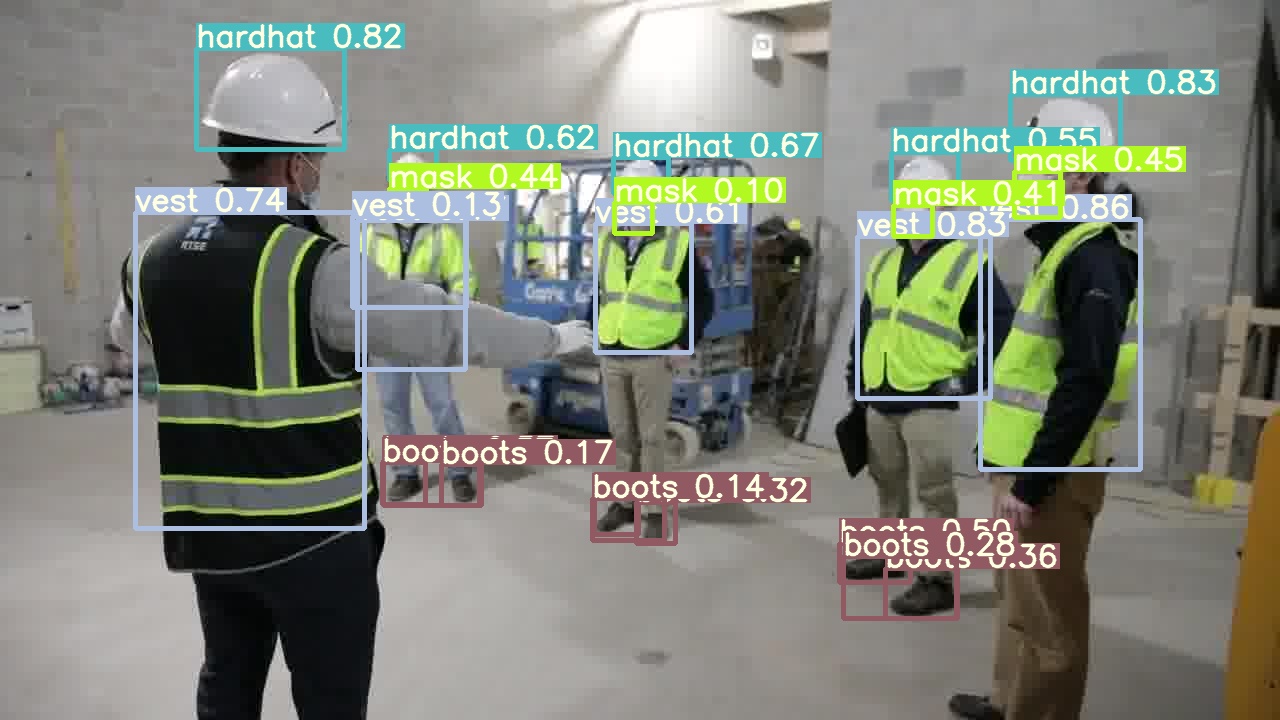 hardhat 0.82
hardhat 0.83
hardhat 0.62
hardhat 0.67
hardhat 0.55
mask 0.45
mask 0.44
mask 0.10
mask 0.41
vest 0.74
vest 0.13
vest 0.61
vest 0.83
0.86
RISE
Genie
boots 0.17
boots 0.14
.32
boots 0.50
boots 0.28
boots 0.36